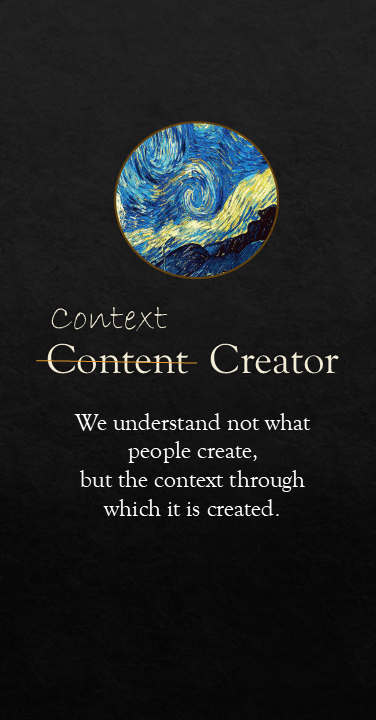 Context
Content Creator
We understand not what
people create,
but the context through
which it is created.